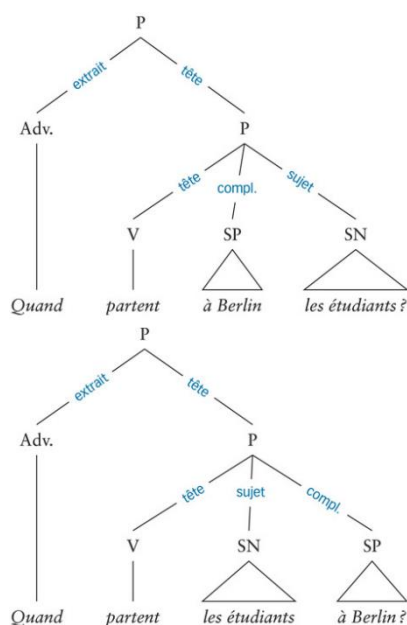 P
extrait tête
Adv. P
tête compl. sujet
V SP SN
Quand partent à Berlin les étudiants ?
P
extrait tête
Adv. P
tête sujet compl.
V SN SP
Quand partent les étudiants à Berlin ?